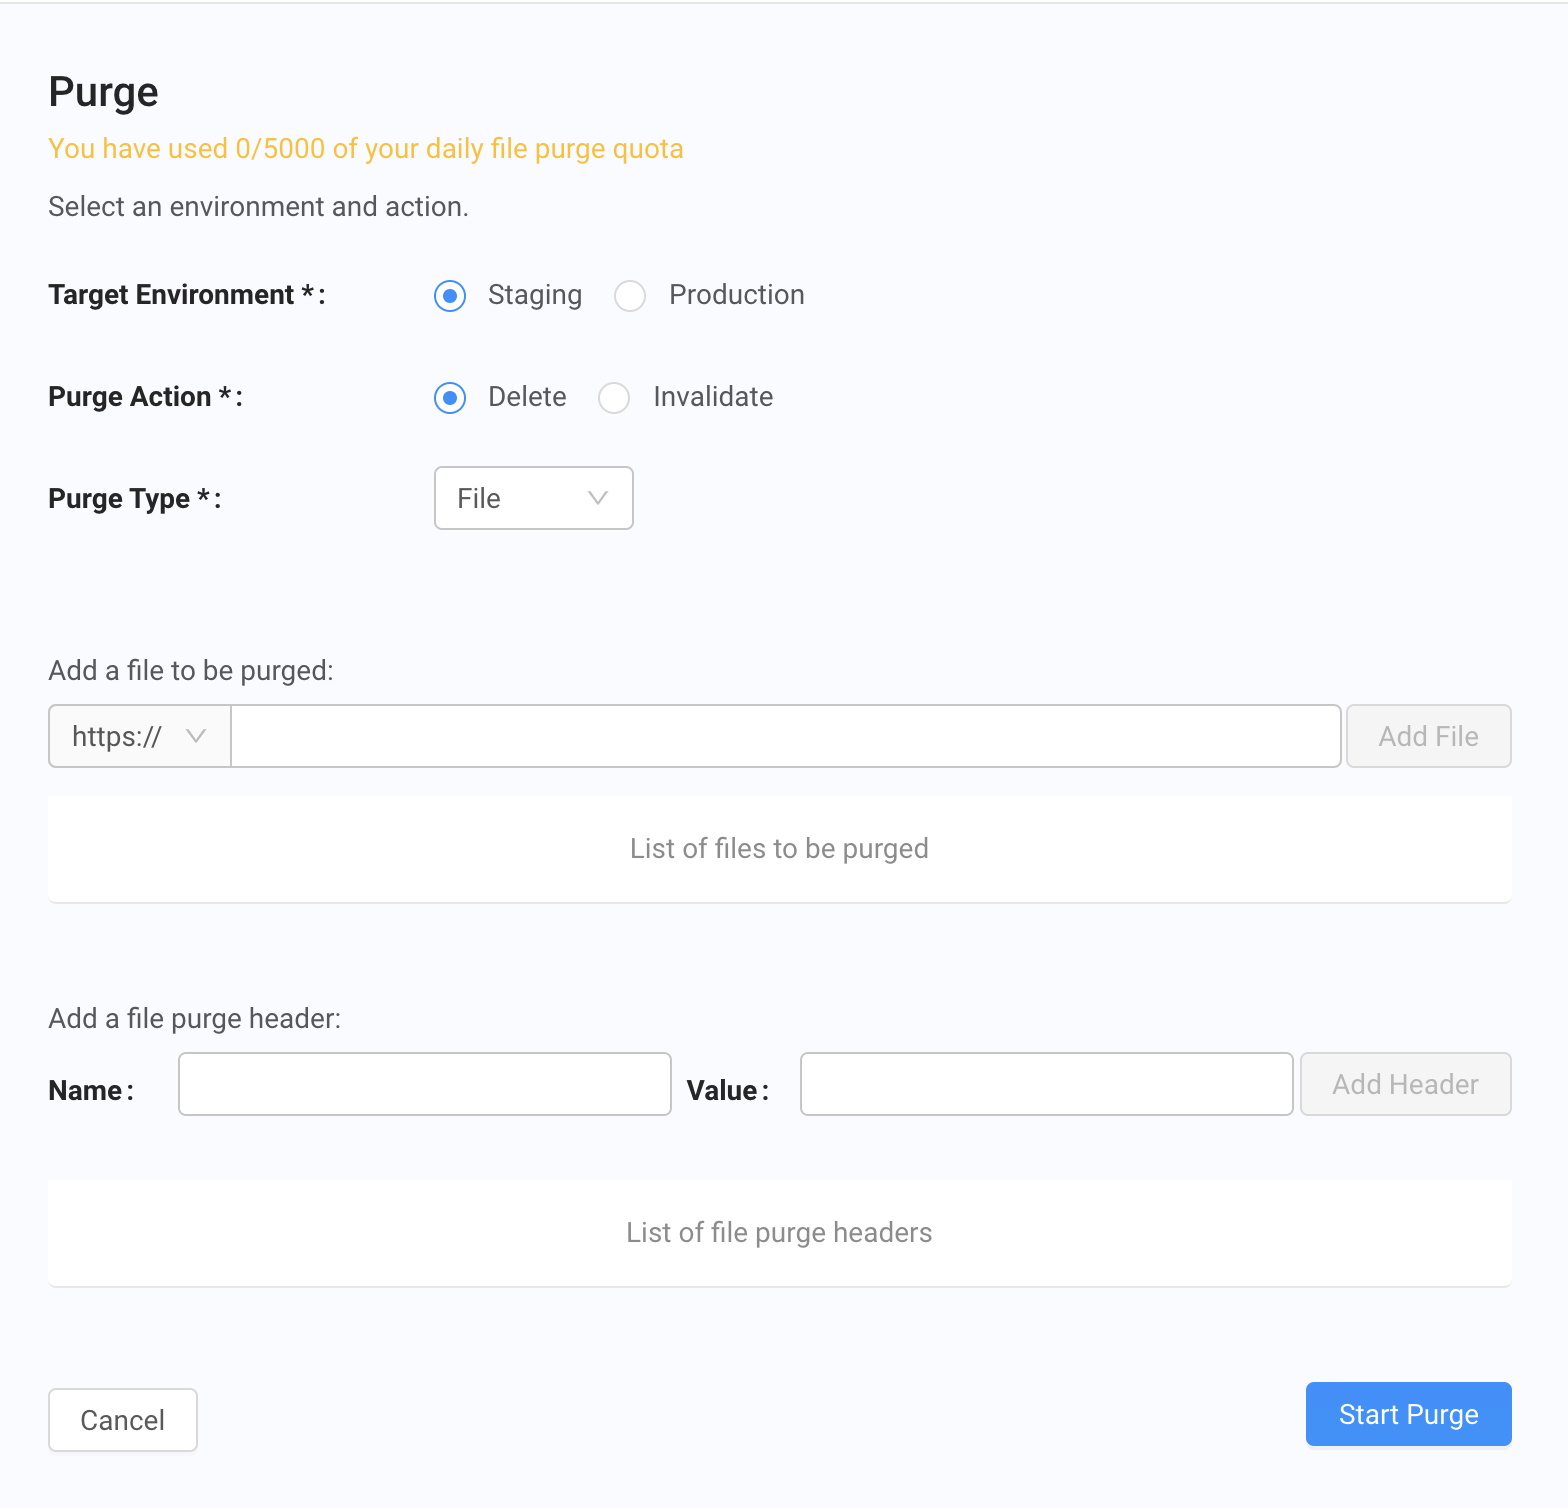 Purge
You have used 0/5000 of your daily file purge quota
Select an environment and action.
Target Environment *: Staging Production
Purge Action *: Delete Invalidate
Purge Type *: File
Add a file to be purged:
https:// Add File
List of files to be purged
Add a file purge header:
Name: Value: Add Header
List of file purge headers
Cancel Start Purge